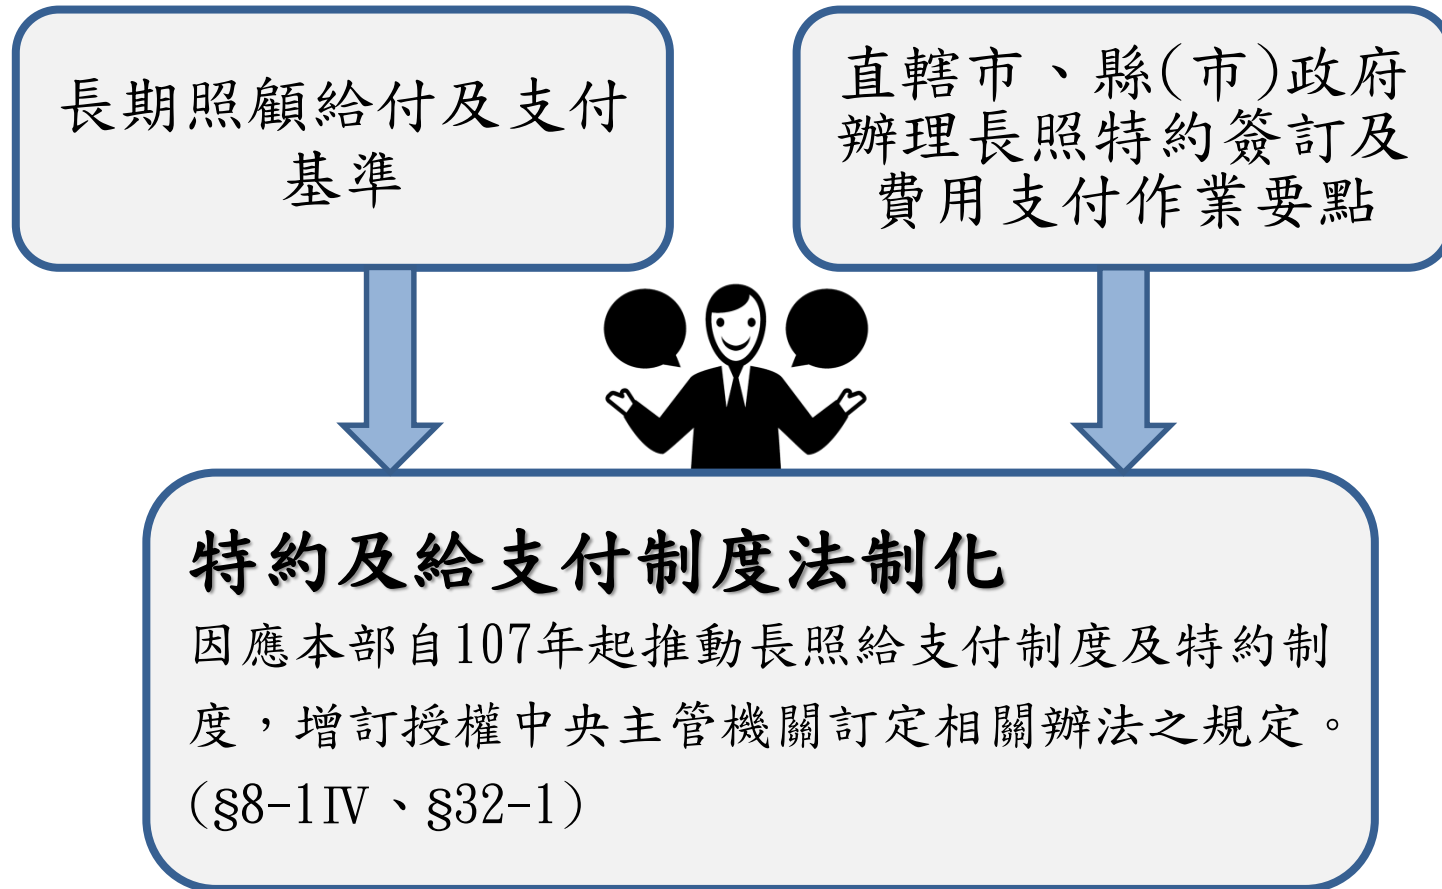 長期照顧給付及支付
基準
直轄市、縣(市)政府
辦理長照特約簽訂及
費用支付作業要點
特約及給支付制度法制化
因應本部自107年起推動長照給支付制度及特約制
度，增訂授權中央主管機關訂定相關辦法之規定。
(§8-1Ⅳ、§32-1)